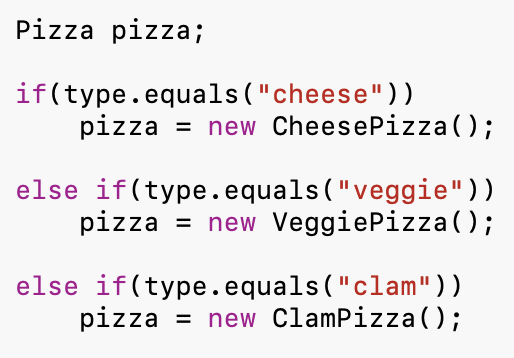 Pizza pizza;
if(type.equals("cheese"))
    pizza = new CheesePizza();
else if(type.equals("veggie"))
    pizza = new VeggiePizza();
else if(type.equals("clam"))
    pizza = new ClamPizza();